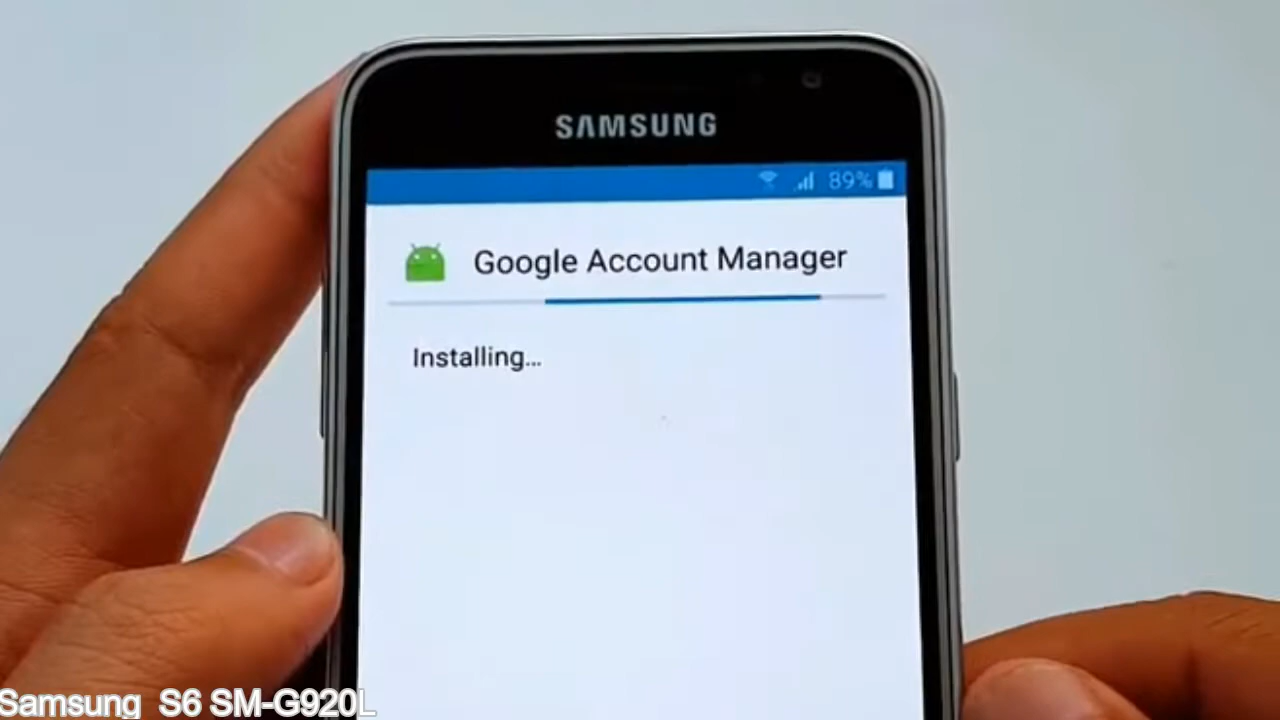 SAMSUNG
89%
Google Account Manager
Installing...
Samsung  S6 SM-G920L